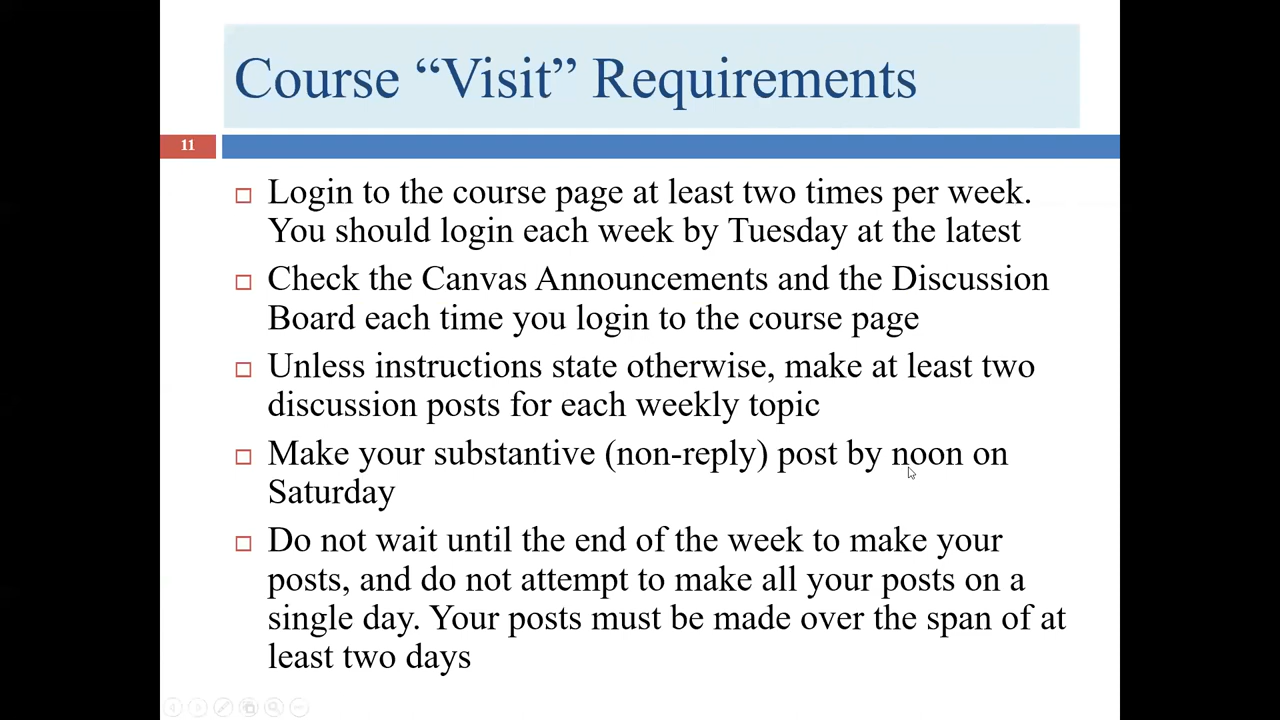 Course “Visit” Requirements
11
Login to the course page at least two times per week.
You should login each week by Tuesday at the latest
Check the Canvas Announcements and the Discussion
Board each time you login to the course page
Unless instructions state otherwise, make at least two
discussion posts for each weekly topic
Make your substantive (non-reply) post by noon on
Saturday
Do not wait until the end of the week to make your
posts, and do not attempt to make all your posts on a
single day. Your posts must be made over the span of at
least two days